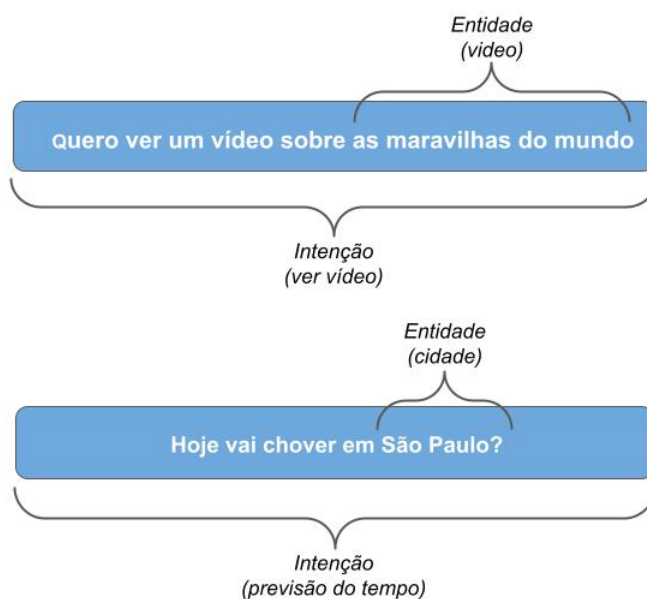 Entidade
(video)
Quero ver um vídeo sobre as maravilhas do mundo
Intenção
(ver vídeo)
Entidade
(cidade)
Hoje vai chover em São Paulo?
Intenção
(previsão do tempo)